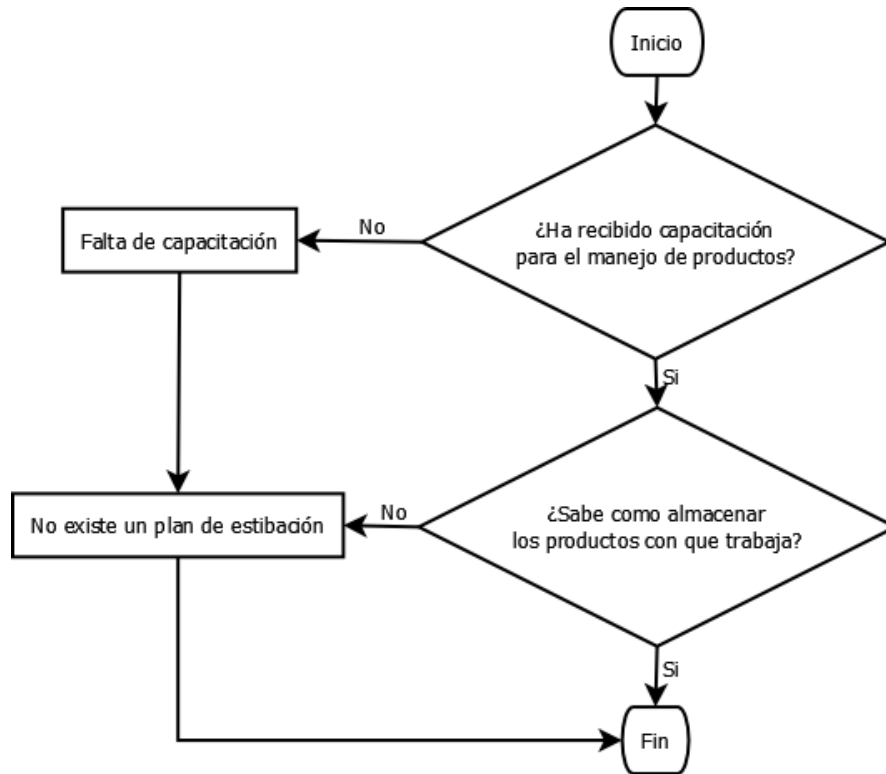 Inicio
¿Ha recibido capacitación
para el manejo de productos?
No
Falta de capacitación
Si
¿Sabe como almacenar
los productos con que trabaja?
No
No existe un plan de estibación
Si
Fin